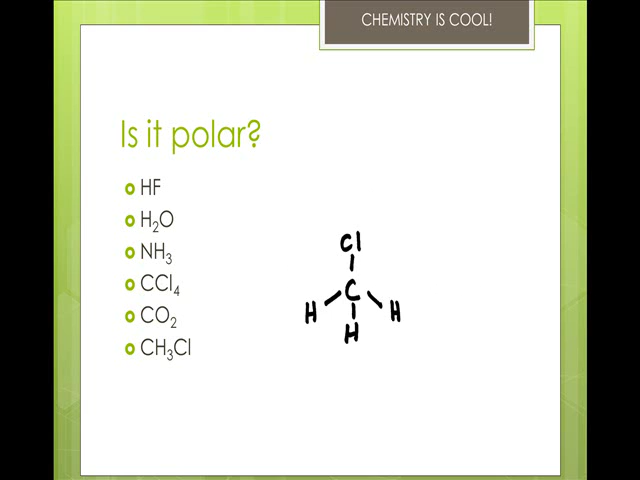 CHEMISTRY IS COOL!
Is it polar?
HF
H₂O
NH₃
CCl₄
CO₂
CH₃Cl
Cl
C
H H
H